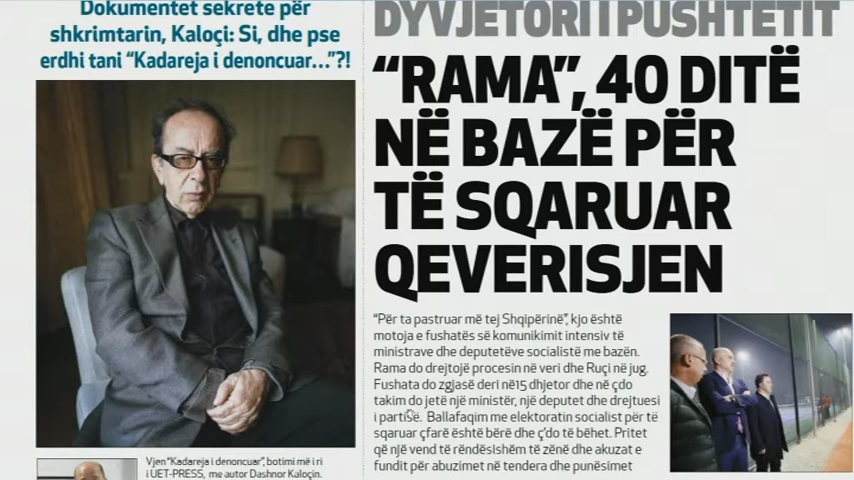 Dokumentet sekrete për
shkrimtarin, Kaloçi: Si, dhe pse
erdhi tani “Kadareja i denoncuar...”?!
Vjen “Kadareja i denoncuar”, botimi më i ri
i UET-PRESS, me autor Dashnor Kaloçin.
DYVJETORI I PUSHTETIT
“RAMA”, 40 DITË
NË BAZË PËR
TË SQARUAR
QEVERISJEN
“Për ta pastruar më tej Shqipërinë”, kjo është
motoja e fushatës së komunikimit intensiv të
ministrave dhe deputetëve socialistë me bazën.
Rama do drejtojë procesin në veri dhe Ruçi në jug.
Fushata do zgjasë deri në15 dhjetor dhe në çdo
takim do jetë një ministër, një deputet dhe drejtuesi
i partisë. Ballafaqim me elektoratin socialist për të
sqaruar çfarë është bërë dhe ç’do të bëhet. Pritet
që një vend të rëndësishëm të zënë dhe akuzat e
fundit për abuzimet në tendera dhe punësimet